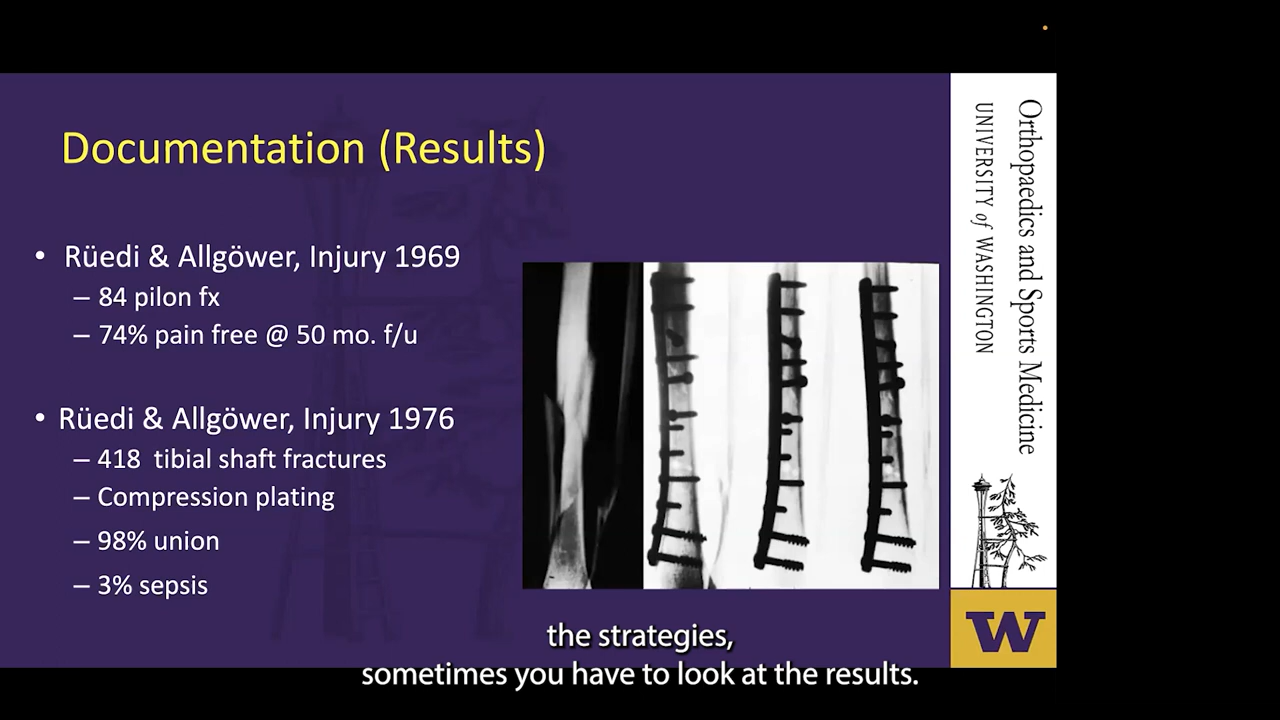 Documentation (Results)
• Rüedi & Allgöwer, Injury 1969
– 84 pilon fx
– 74% pain free @ 50 mo. f/u
• Rüedi & Allgöwer, Injury 1976
– 418 tibial shaft fractures
– Compression plating
– 98% union
– 3% sepsis
Orthopaedics and Sports Medicine
UNIVERSITY of WASHINGTON
W
the strategies,
sometimes you have to look at the results.